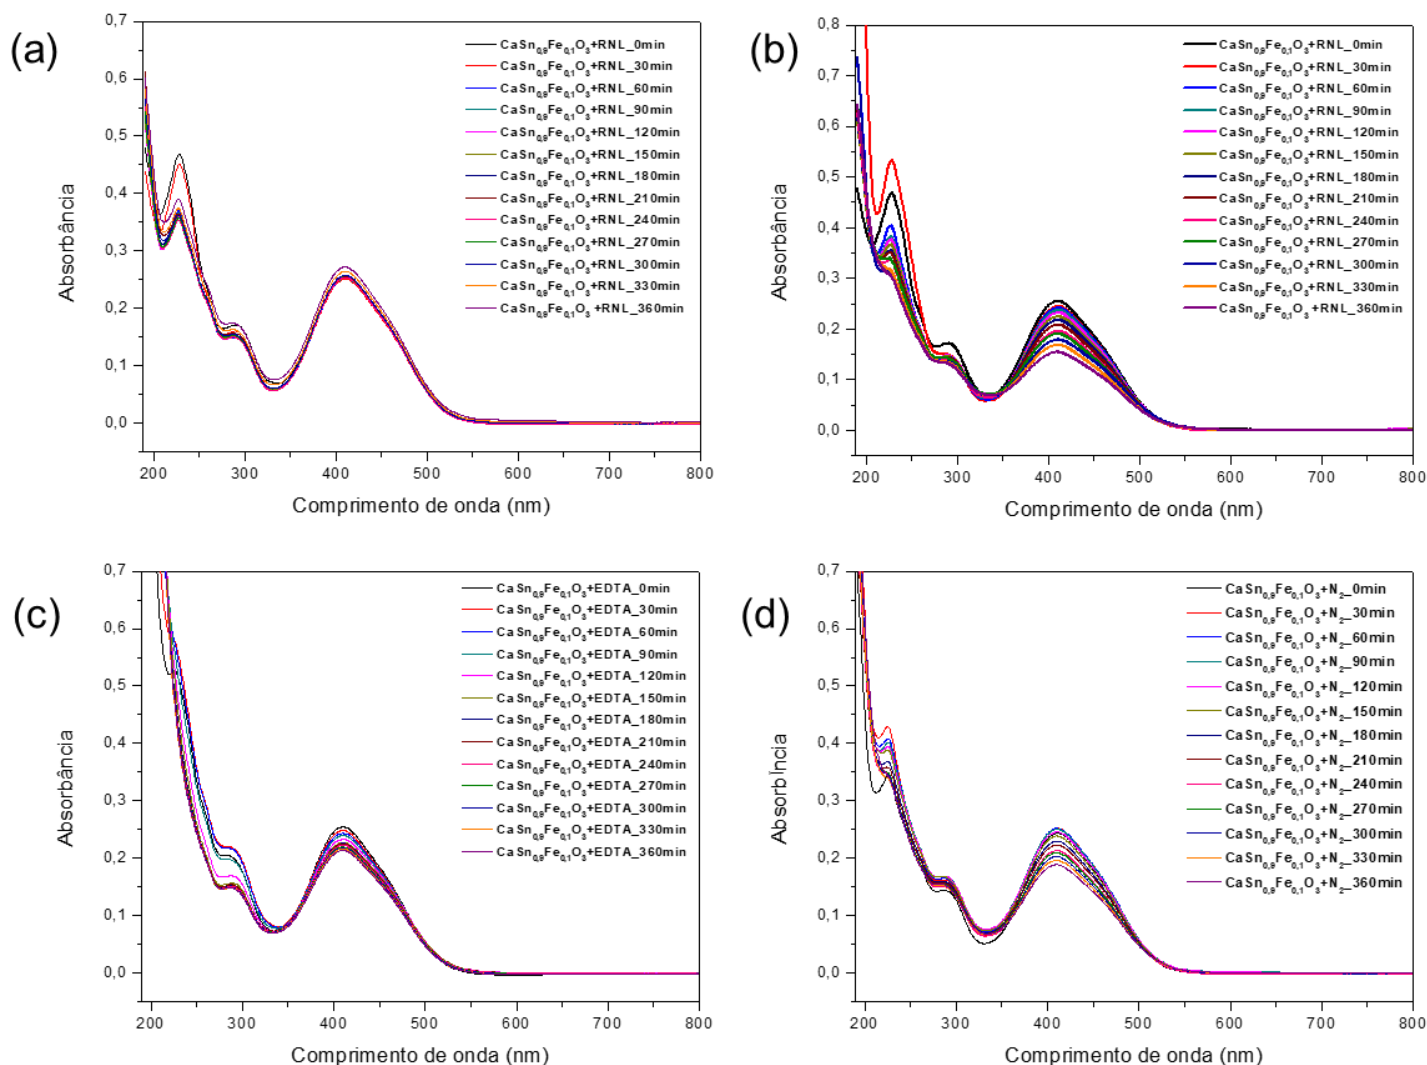 (a)
0,7
0,6
0,5
0,4
0,3
0,2
0,1
0,0
Absorbância
CaSn0,9Fe0,1O3+RNL_0min
CaSn0,9Fe0,1O3+RNL_30min
CaSn0,9Fe0,1O3+RNL_60min
CaSn0,9Fe0,1O3+RNL_90min
CaSn0,9Fe0,1O3+RNL_120min
CaSn0,9Fe0,1O3+RNL_150min
CaSn0,9Fe0,1O3+RNL_180min
CaSn0,9Fe0,1O3+RNL_210min
CaSn0,9Fe0,1O3+RNL_240min
CaSn0,9Fe0,1O3+RNL_270min
CaSn0,9Fe0,1O3+RNL_300min
CaSn0,9Fe0,1O3+RNL_330min
CaSn0,9Fe0,1O3 +RNL_360min
200 300 400 500 600 700 800
Comprimento de onda (nm)
(b)
0,8
0,7
0,6
0,5
0,4
0,3
0,2
0,1
0,0
Absorbância
CaSn0,9Fe0,1O3+RNL_0min
CaSn0,9Fe0,1O3+RNL_30min
CaSn0,9Fe0,1O3+RNL_60min
CaSn0,9Fe0,1O3+RNL_90min
CaSn0,9Fe0,1O3+RNL_120min
CaSn0,9Fe0,1O3+RNL_150min
CaSn0,9Fe0,1O3+RNL_180min
CaSn0,9Fe0,1O3+RNL_210min
CaSn0,9Fe0,1O3+RNL_240min
CaSn0,9Fe0,1O3+RNL_270min
CaSn0,9Fe0,1O3+RNL_300min
CaSn0,9Fe0,1O3+RNL_330min
CaSn0,9Fe0,1O3 +RNL_360min
200 300 400 500 600 700 800
Comprimento de onda (nm)
(c)
0,7
0,6
0,5
0,4
0,3
0,2
0,1
0,0
Absorbância
CaSn0,9Fe0,1O3+EDTA_0min
CaSn0,9Fe0,1O3+EDTA_30min
CaSn0,9Fe0,1O3+EDTA_60min
CaSn0,9Fe0,1O3+EDTA_90min
CaSn0,9Fe0,1O3+EDTA_120min
CaSn0,9Fe0,1O3+EDTA_150min
CaSn0,9Fe0,1O3+EDTA_180min
CaSn0,9Fe0,1O3+EDTA_210min
CaSn0,9Fe0,1O3+EDTA_240min
CaSn0,9Fe0,1O3+EDTA_270min
CaSn0,9Fe0,1O3+EDTA_300min
CaSn0,9Fe0,1O3+EDTA_330min
CaSn0,9Fe0,1O3+EDTA_360min
200 300 400 500 600 700 800
Comprimento de onda (nm)
(d)
0,7
0,6
0,5
0,4
0,3
0,2
0,1
0,0
AbsorbÏncia
CaSn0,9Fe0,1O3+N2_0min
CaSn0,9Fe0,1O3+N2_30min
CaSn0,9Fe0,1O3+N2_60min
CaSn0,9Fe0,1O3+N2_90min
CaSn0,9Fe0,1O3+N2_120min
CaSn0,9Fe0,1O3+N2_150min
CaSn0,9Fe0,1O3+N2_180min
CaSn0,9Fe0,1O3+N2_210min
CaSn0,9Fe0,1O3+N2_240min
CaSn0,9Fe0,1O3+N2_270min
CaSn0,9Fe0,1O3+N2_300min
CaSn0,9Fe0,1O3+N2_330min
CaSn0,9Fe0,1O3+N2_360min
200 300 400 500 600 700 800
Comprimento de onda (nm)